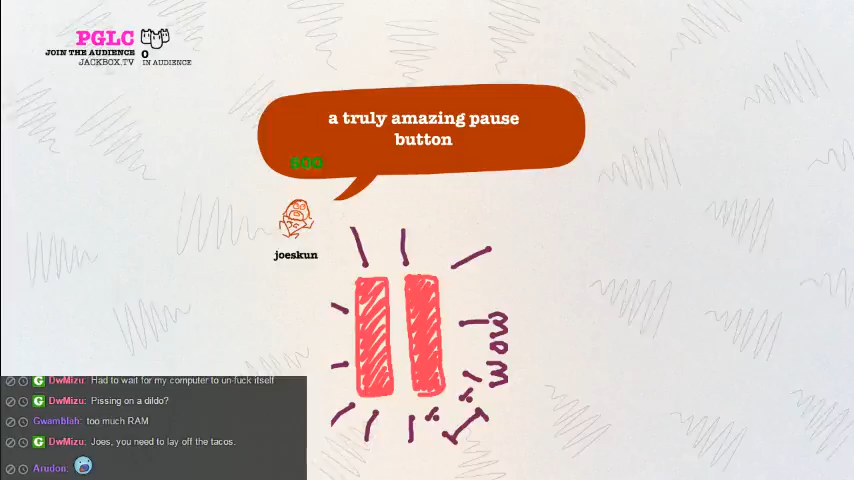 PGLC
JOIN THE AUDIENCE
JACKBOX.TV
0
IN AUDIENCE
a truly amazing pause
button
500
joeskun
WOW
DwMizu: Had to wait for my computer to un-fuck itself
DwMizu: Pissing on a dildo?
Gwamblah: too much RAM
DwMizu: Joes, you need to lay off the tacos.
Arudon: